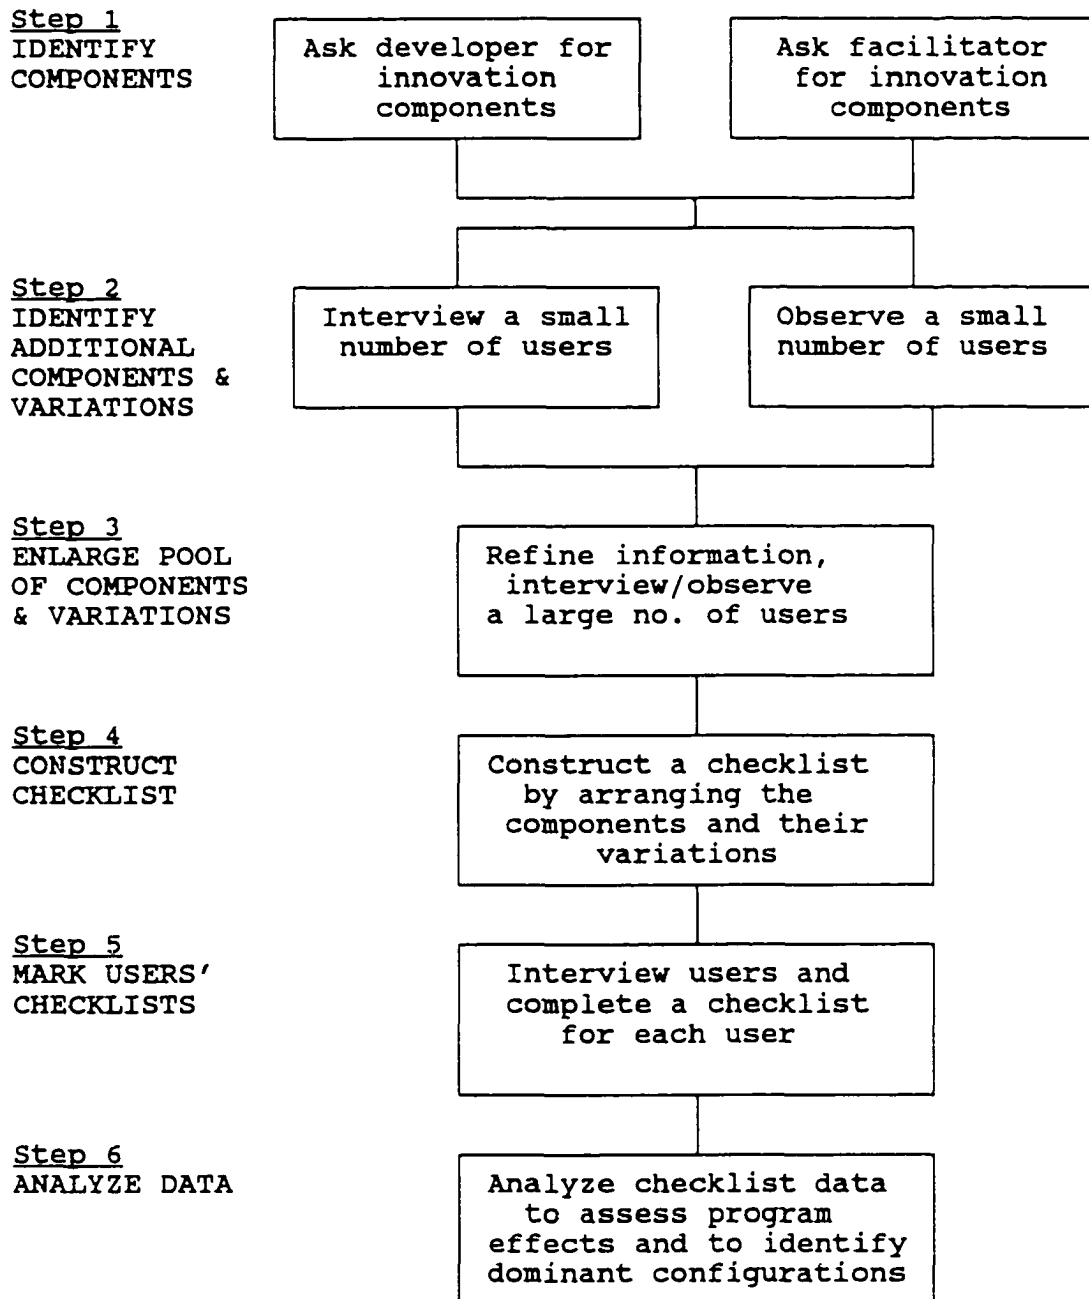 Step 1
IDENTIFY
COMPONENTS
Ask developer for
innovation
components
Ask facilitator
for innovation
components
Step 2
IDENTIFY
ADDITIONAL
COMPONENTS &
VARIATIONS
Interview a small
number of users
Observe a small
number of users
Step 3
ENLARGE POOL
OF COMPONENTS
& VARIATIONS
Refine information,
interview/observe
a large no. of users
Step 4
CONSTRUCT
CHECKLIST
Construct a checklist
by arranging the
components and their
variations
Step 5
MARK USERS'
CHECKLISTS
Interview users and
complete a checklist
for each user
Step 6
ANALYZE DATA
Analyze checklist data
to assess program
effects and to identify
dominant configurations